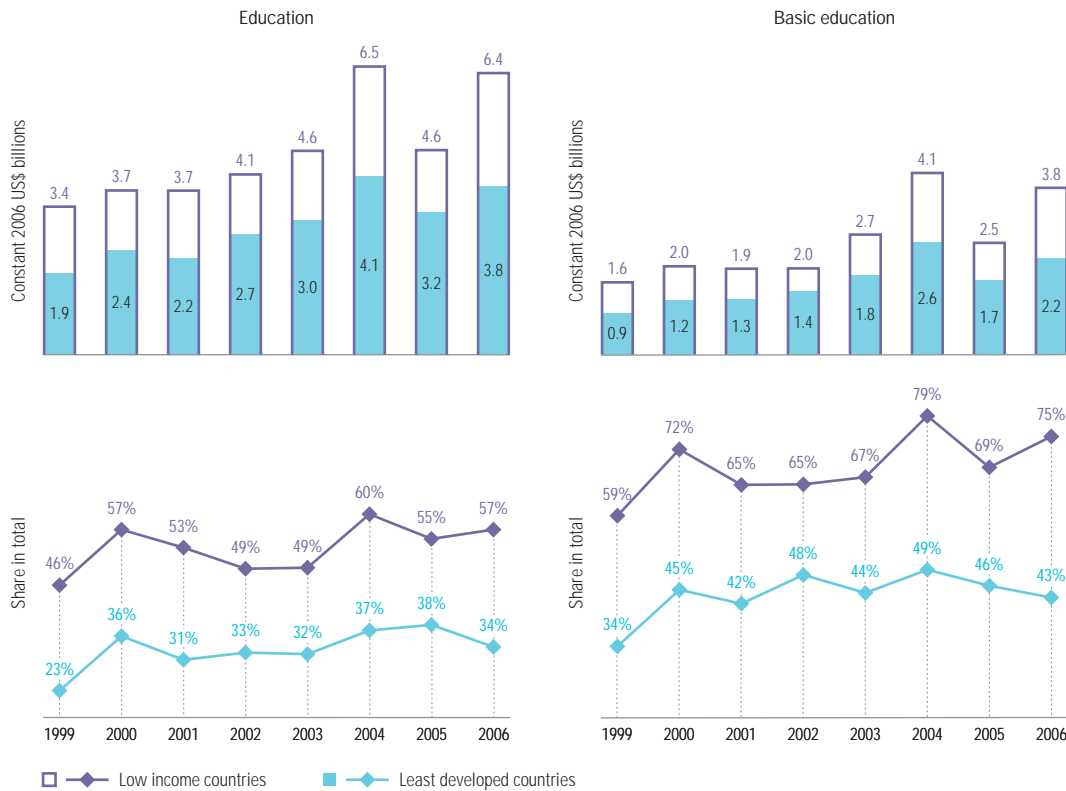 Education
Constant 2006 US$ billions
3.4 3.7 3.7 4.1 4.6 6.5 4.6 6.4
1.9 2.4 2.2 2.7 3.0 4.1 3.2 3.8
Share in total
46% 57% 53% 49% 49% 60% 55% 57%
23% 36% 31% 33% 32% 37% 38% 34%
1999 2000 2001 2002 2003 2004 2005 2006
Basic education
Constant 2006 US$ billions
1.6 2.0 1.9 2.0 2.7 4.1 2.5 3.8
0.9 1.2 1.3 1.4 1.8 2.6 1.7 2.2
Share in total
59% 72% 65% 65% 67% 79% 69% 75%
34% 45% 42% 48% 44% 49% 46% 43%
1999 2000 2001 2002 2003 2004 2005 2006
Low income countries
Least developed countries